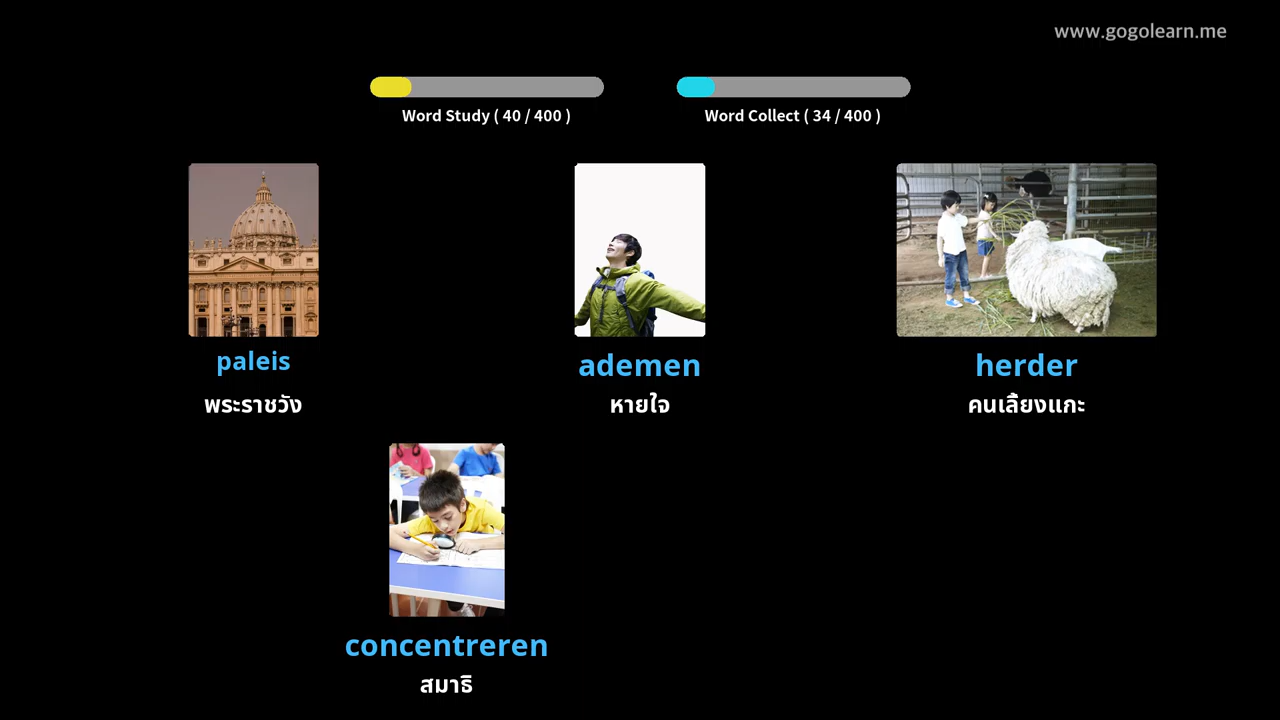 www.gogolearn.me
Word Study ( 40 / 400 )
Word Collect ( 34 / 400 )
paleis
ademen
herder
พระราชวัง
หายใจ
คนเลี้ยงแกะ
concentreren
สมาธิ